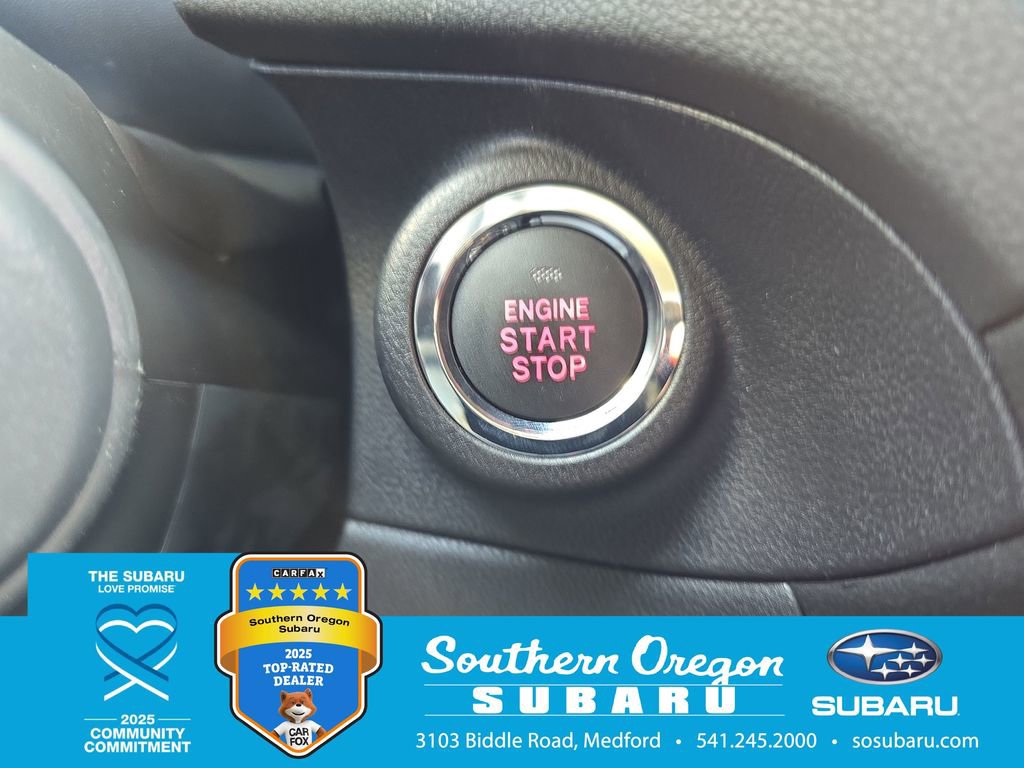 ENGINE
START
STOP
THE SUBARU
LOVE PROMISE
2025
COMMUNITY
COMMITMENT
CARFAX
Southern Oregon
Subaru
2025
TOP-RATED
DEALER
CAR
FOX
Southern Oregon
SUBARU
3103 Biddle Road, Medford • 541.245.2000 • sosubaru.com
SUBARU